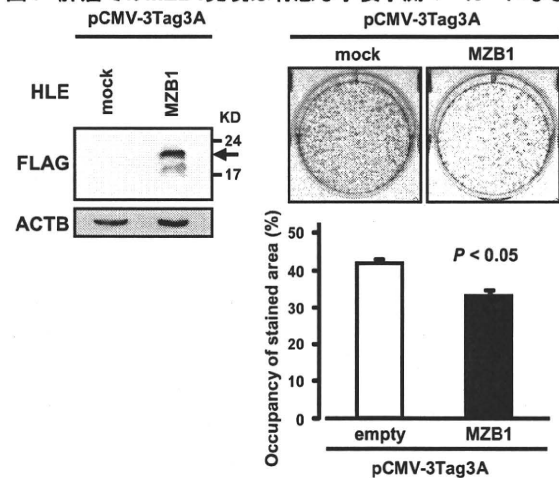 pCMV-3Tag3A
HLE
mock
MZB1
KD
FLAG
24
17
ACTB
pCMV-3Tag3A
mock
MZB1
Occupancy of stained area (%)
50
40
30
20
10
0
P < 0.05
empty
MZB1
pCMV-3Tag3A